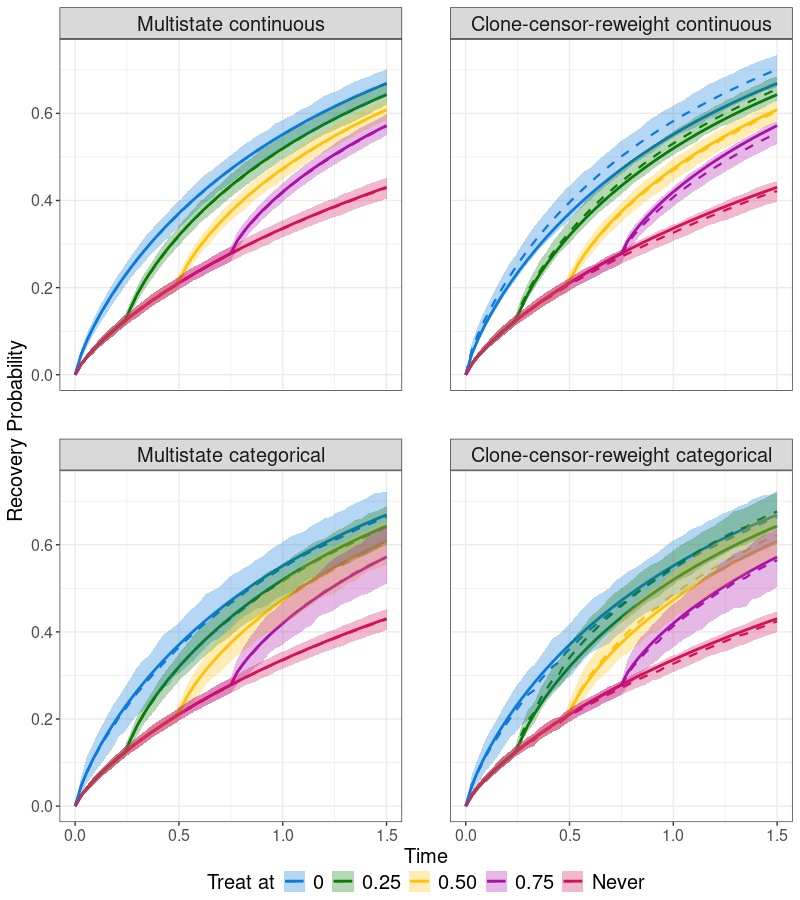 Multistate continuous
Clone-censor-reweight continuous
0.6
0.4
0.2
0.0
Recovery Probability
Multistate categorical
Clone-censor-reweight categorical
0.6
0.4
0.2
0.0
0.0 0.5 1.0 1.5
0.0 0.5 1.0 1.5
Time
Treat at 0 0.25 0.50 0.75 Never